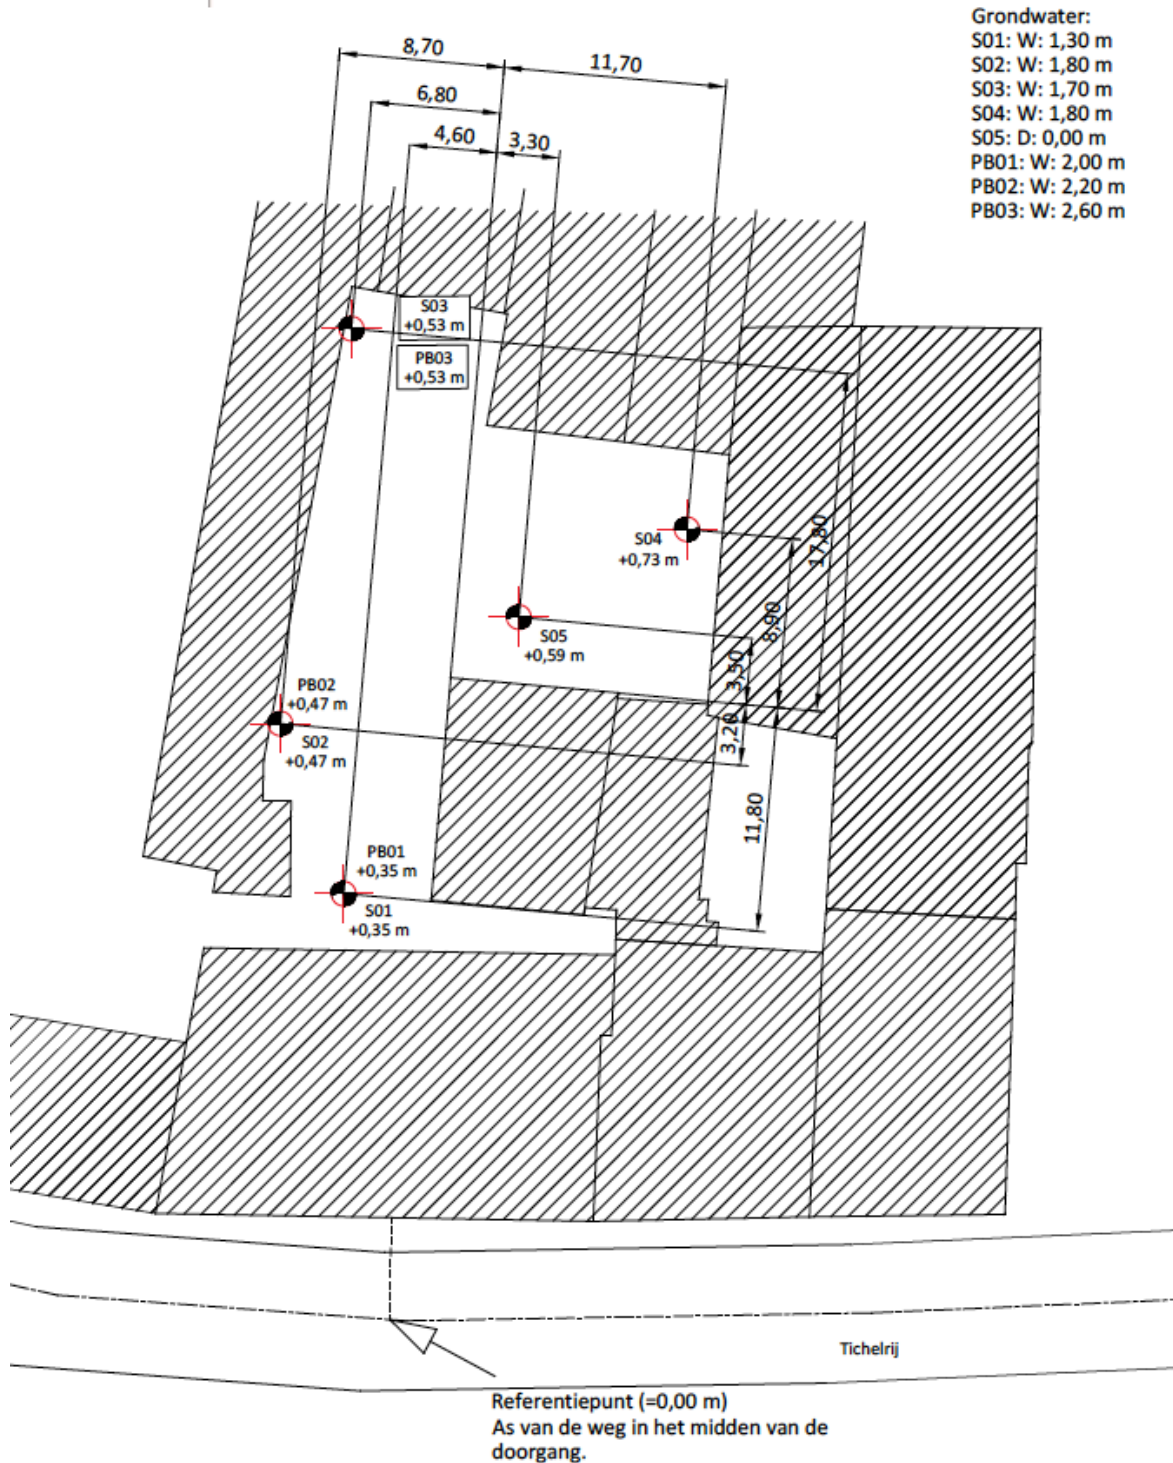 Grondwater:
S01: W: 1,30 m
S02: W: 1,80 m
S03: W: 1,70 m
S04: W: 1,80 m
S05: D: 0,00 m
PB01: W: 2,00 m
PB02: W: 2,20 m
PB03: W: 2,60 m
8,70
11,70
6,80
4,60
3,30
S03
+0,53 m
PB03
+0,53 m
S04
+0,73 m
17,80
8,90
S05
+0,59 m
3,50
PB02
+0,47 m
S02
+0,47 m
3,20
11,80
PB01
+0,35 m
S01
+0,35 m
Tichelrij
Referentiepunt (=0,00 m)
As van de weg in het midden van de
doorgang.